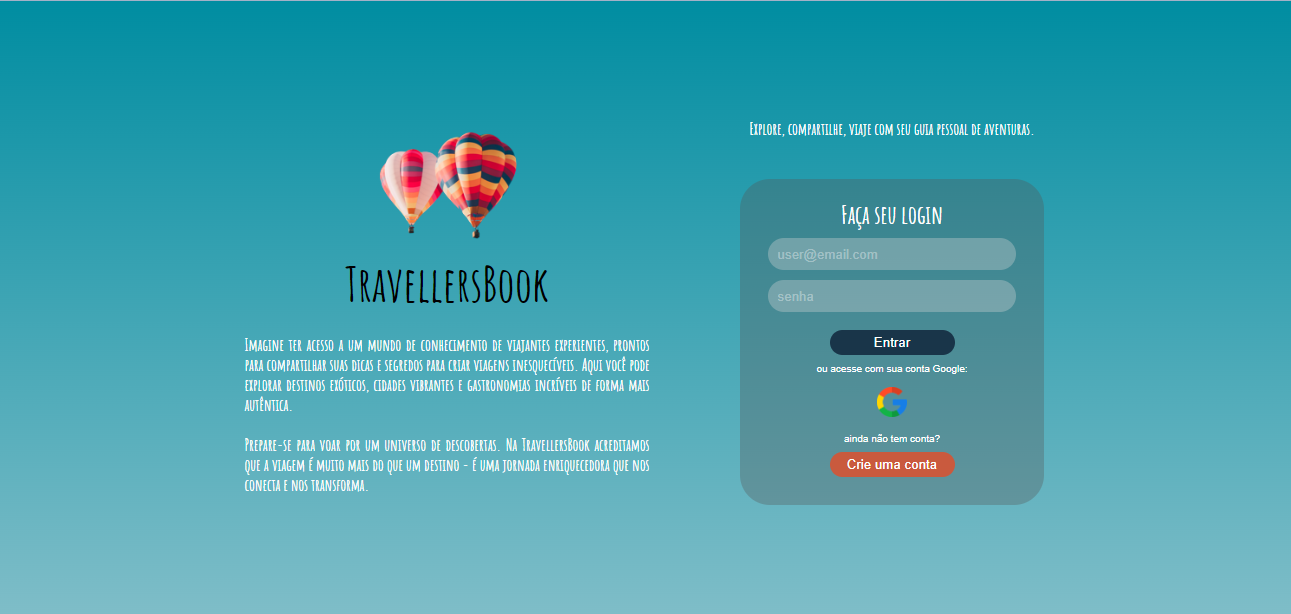 TravellersBook
Imagine ter acesso a um mundo de conhecimento de viajantes experientes, prontos
para compartilhar suas dicas e segredos para criar viagens inesquecíveis. Aqui você pode
explorar destinos exóticos, cidades vibrantes e gastronomias incríveis de forma mais
autêntica.
Prepare-se para voar por um universo de descobertas. Na TravellersBook acreditamos
que a viagem é muito mais do que um destino - é uma jornada enriquecedora que nos
conecta e nos transforma.
Explore, compartilhe, viaje com seu guia pessoal de aventuras.
Faça seu login
user@email.com
senha
Entrar
ou acesse com sua conta Google:
ainda não tem conta?
Crie uma conta